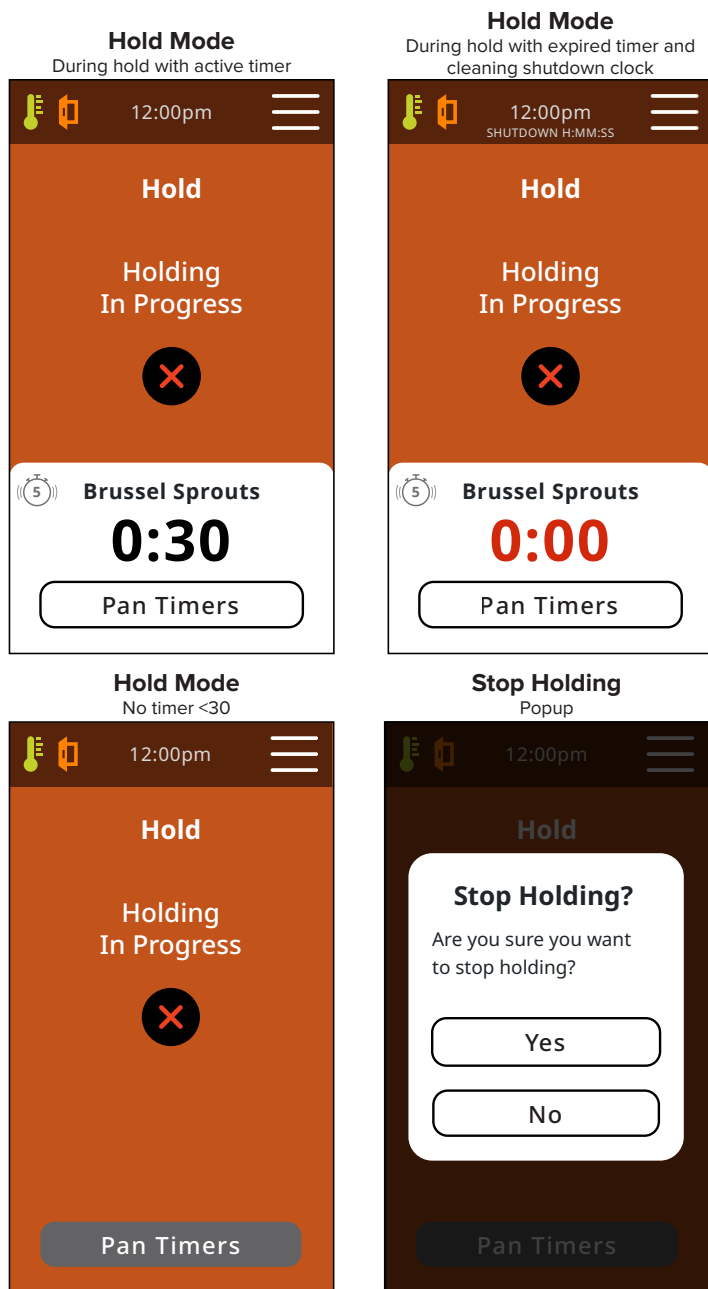 Hold Mode
During hold with active timer
12:00pm
Hold
Holding
In Progress
5
Brussel Sprouts
0:30
Pan Timers
Hold Mode
During hold with expired timer and
cleaning shutdown clock
12:00pm
SHUTDOWN H:MM:SS
Hold
Holding
In Progress
5
Brussel Sprouts
0:00
Pan Timers
Hold Mode
No timer <30
12:00pm
Hold
Holding
In Progress
Pan Timers
Stop Holding
Popup
12:00pm
Hold
Stop Holding?
Are you sure you want
to stop holding?
Yes
No
Pan Timers